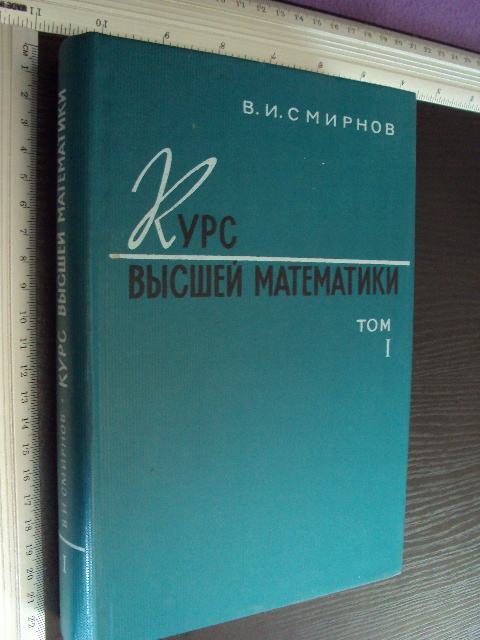 В.И.СМИРНОВ
КУРС
ВЫСШЕЙ МАТЕМАТИКИ
ТОМ
I
I В.И.СМИРНОВ · КУРС ВЫСШЕЙ МАТЕМАТИКИ